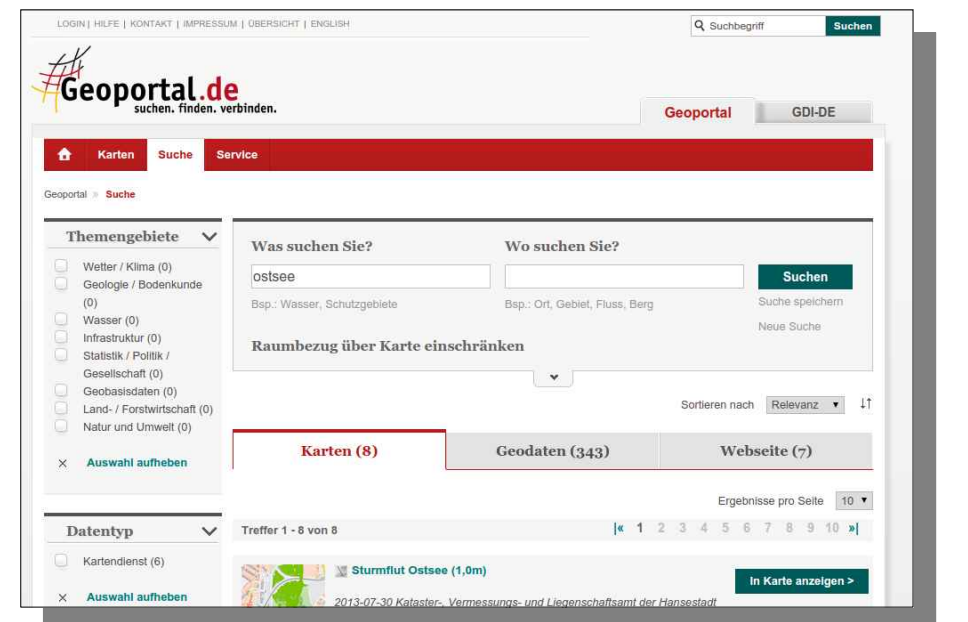 LOGIN | HILFE | KONTAKT | IMPRESSUM | ÜBERSICHT | ENGLISH
Suchbegriff
Suchen
Geoportal.de
suchen. finden. verbinden.
Geoportal
GDI-DE
Karten
Suche
Service
Geoportal » Suche
Themengebiete
Wetter / Klima (0)
Geologie / Bodenkunde
(0)
Wasser (0)
Infrastruktur (0)
Statistik / Politik /
Gesellschaft (0)
Geobasisdaten (0)
Land- / Forstwirtschaft (0)
Natur und Umwelt (0)
× Auswahl aufheben
Datentyp
Kartendienst (6)
× Auswahl aufheben
Was suchen Sie?
ostsee
Bsp.: Wasser, Schutzgebiete
Wo suchen Sie?
Bsp.: Ort, Gebiet, Fluss, Berg
Suchen
Suche speichern
Neue Suche
Raumbezug über Karte einschränken
Sortieren nach Relevanz
Karten (8)
Geodaten (343)
Webseite (7)
Ergebnisse pro Seite 10
Treffer 1 - 8 von 8
|« 1 2 3 4 5 6 7 8 9 10 »|
Sturmflut Ostsee (1,0m)
In Karte anzeigen >
2013-07-30 Kataster-, Vermessungs- und Liegenschaftsamt der Hansestadt